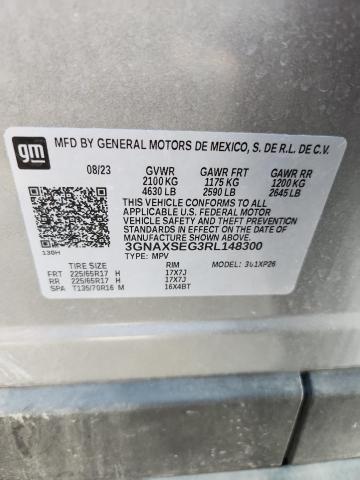 gm
MFD BY GENERAL MOTORS DE MEXICO, S. DE R.L. DE C.V.
08/23 GVWR GAWR FRT GAWR RR
2100 KG 1175 KG 1200 KG
4630 LB 2590 LB 2645 LB
THIS VEHICLE CONFORMS TO ALL
APPLICABLE U.S. FEDERAL MOTOR
VEHICLE SAFETY AND THEFT PREVENTION
STANDARDS IN EFFECT ON THE DATE OF
MANUFACTURE SHOWN ABOVE.
3GNAXSEG3RL148300
TYPE: MPV
TIRE SIZE RIM MODEL:
FRT 225/65R17 H 17X7J
RR 225/65R17 H 17X7J
SPA T135/70R16 M 16X4BT